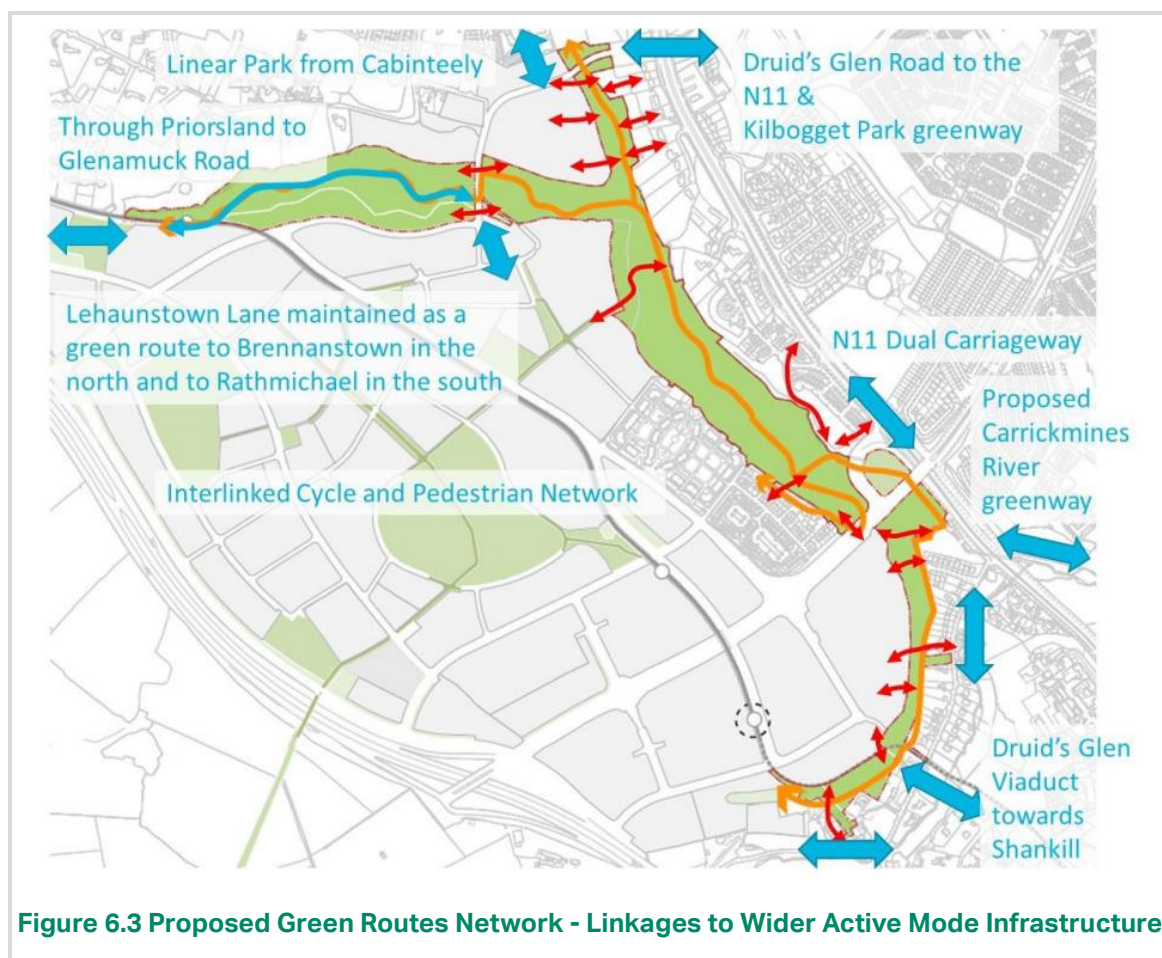 Linear Park from Cabinteely
Druid's Glen Road to the
N11 &
Kilbogget Park greenway
Through Priorsland to
Glenamuck Road
Lehaunstown Lane maintained as a
green route to Brennanstown in the
north and to Rathmichael in the south
N11 Dual Carriageway
Proposed
Carrickmines
River
greenway
Interlinked Cycle and Pedestrian Network
Druid's Glen
Viaduct
towards
Shankill
Figure 6.3 Proposed Green Routes Network - Linkages to Wider Active Mode Infrastructure